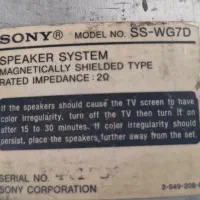 SONY® MODEL NO. SS-WG7D
SPEAKER SYSTEM
MAGNETICALLY SHIELDED TYPE
RATED IMPEDANCE: 2Ω
If the speakers should cause the TV screen to have
color irregularity, turn off the TV then turn it on
after 15 to 30 minutes. If color irregularity should
persist, place the speakers further away from the set.
SERIAL NO.
SONY CORPORATION